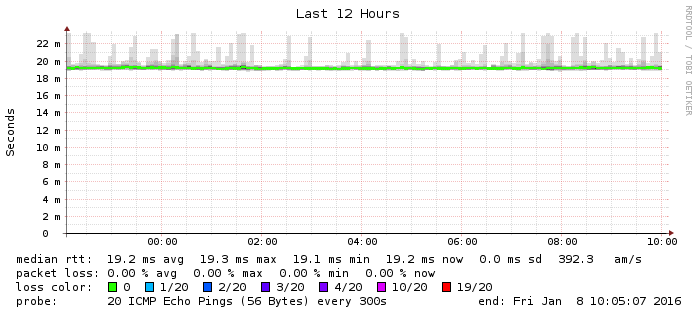 Last 12 Hours
RRDTOOL / TOBI OETIKER
Seconds
22 m
20 m
18 m
16 m
14 m
12 m
10 m
8 m
6 m
4 m
2 m
0
00:00 02:00 04:00 06:00 08:00 10:00
median rtt: 19.2 ms avg 19.3 ms max 19.1 ms min 19.2 ms now 0.0 ms sd 392.3 am/s
packet loss: 0.00 % avg 0.00 % max 0.00 % min 0.00 % now
loss color: 0 1/20 2/20 3/20 4/20 10/20 19/20
probe: 20 ICMP Echo Pings (56 Bytes) every 300s end: Fri Jan 8 10:05:07 2016